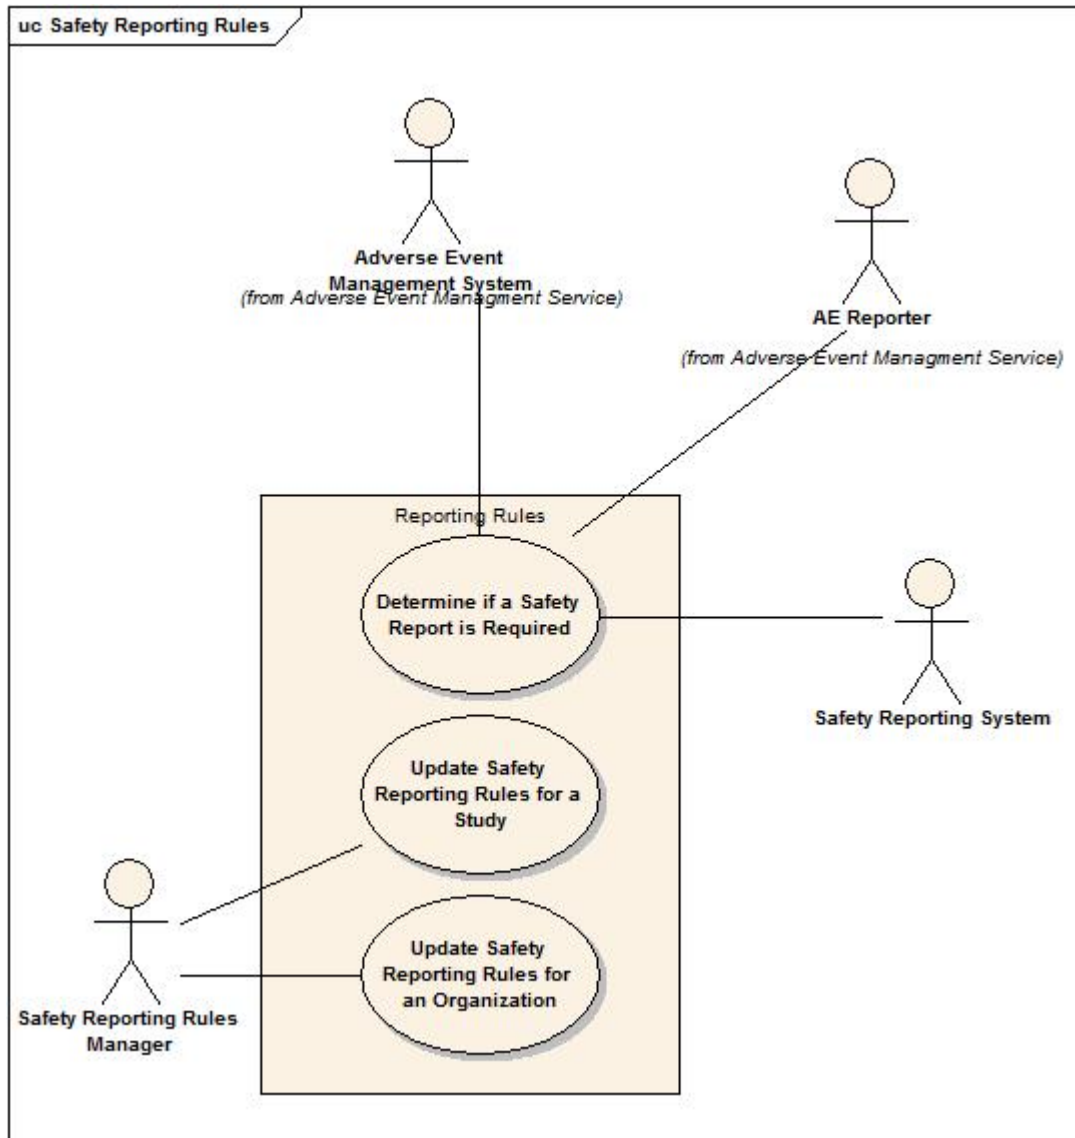 uc Safety Reporting Rules
Adverse Event
Management System
(from Adverse Event Managment Service)
AE Reporter
(from Adverse Event Managment Service)
Reporting Rules
Determine if a Safety
Report is Required
Safety Reporting System
Update Safety
Reporting Rules for a
Study
Update Safety
Reporting Rules for
an Organization
Safety Reporting Rules
Manager